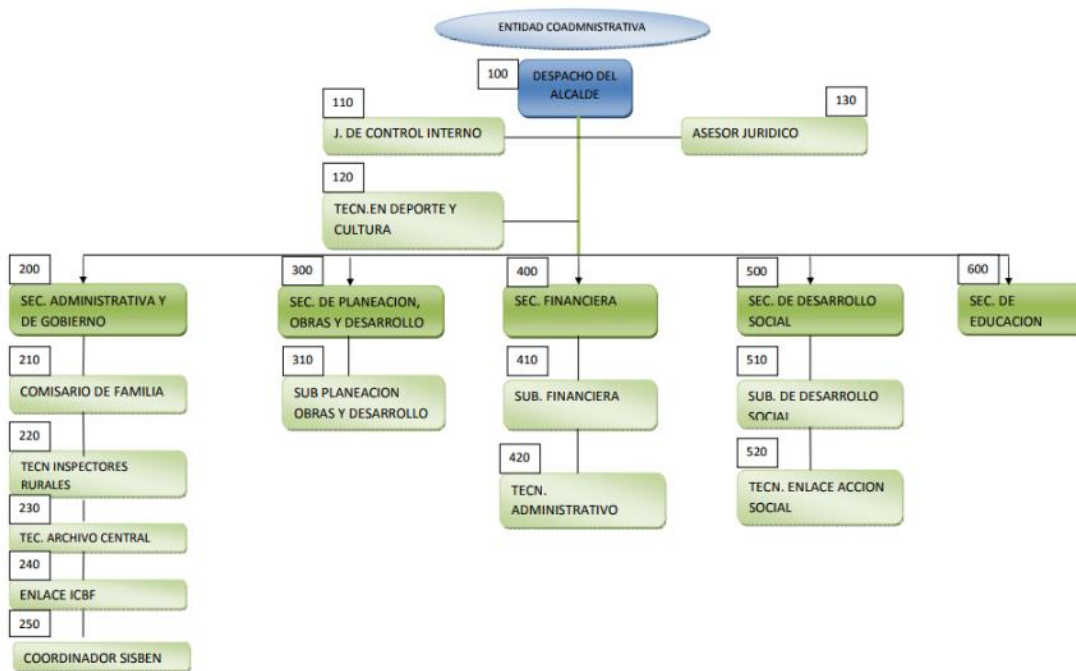 ENTIDAD COADMNISTRATIVA
100
DESPACHO DEL
ALCALDE
110
J. DE CONTROL INTERNO
130
ASESOR JURIDICO
120
TECN.EN DEPORTE Y
CULTURA
200
SEC. ADMINISTRATIVA Y
DE GOBIERNO
300
SEC. DE PLANEACION,
OBRAS Y DESARROLLO
400
SEC. FINANCIERA
500
SEC. DE DESARROLLO
SOCIAL
600
SEC. DE
EDUCACION
210
COMISARIO DE FAMILIA
310
SUB PLANEACION
OBRAS Y DESARROLLO
410
SUB. FINANCIERA
510
SUB. DE DESARROLLO
SOCIAL
220
TECN INSPECTORES
RURALES
420
TECN.
ADMINISTRATIVO
520
TECN. ENLACE ACCION
SOCIAL
230
TEC. ARCHIVO CENTRAL
240
ENLACE ICBF
250
COORDINADOR SISBEN